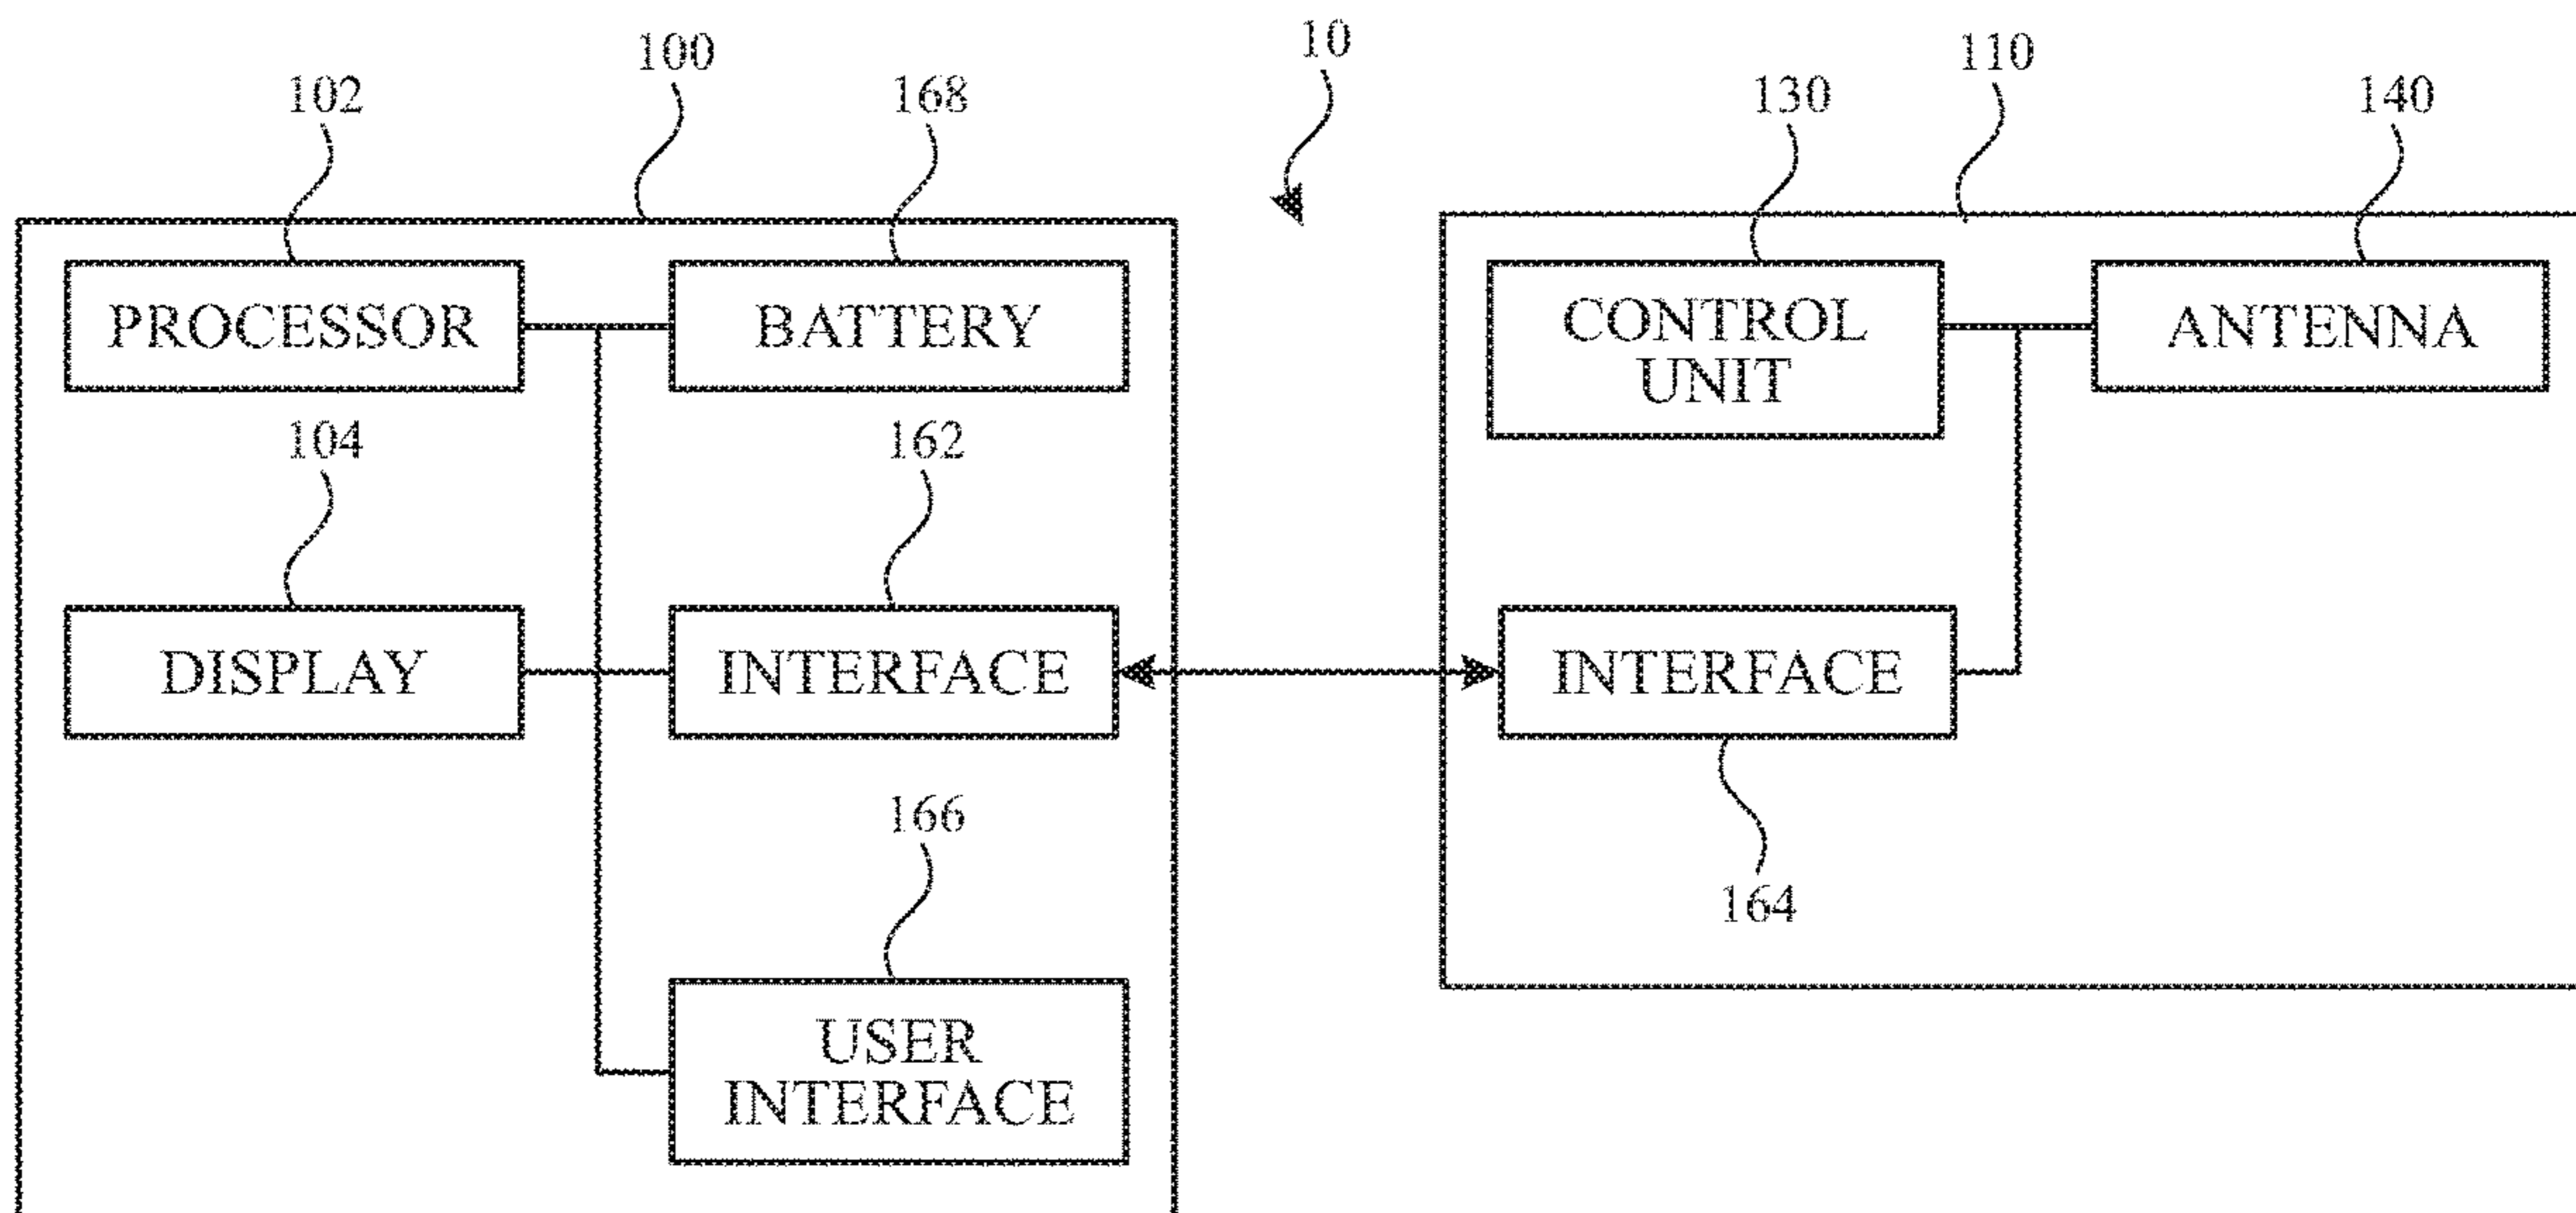 10
100
110
102
168
130
140
PROCESSOR
BATTERY
CONTROL
UNIT
ANTENNA
104
162
DISPLAY
INTERFACE
INTERFACE
166
164
USER
INTERFACE